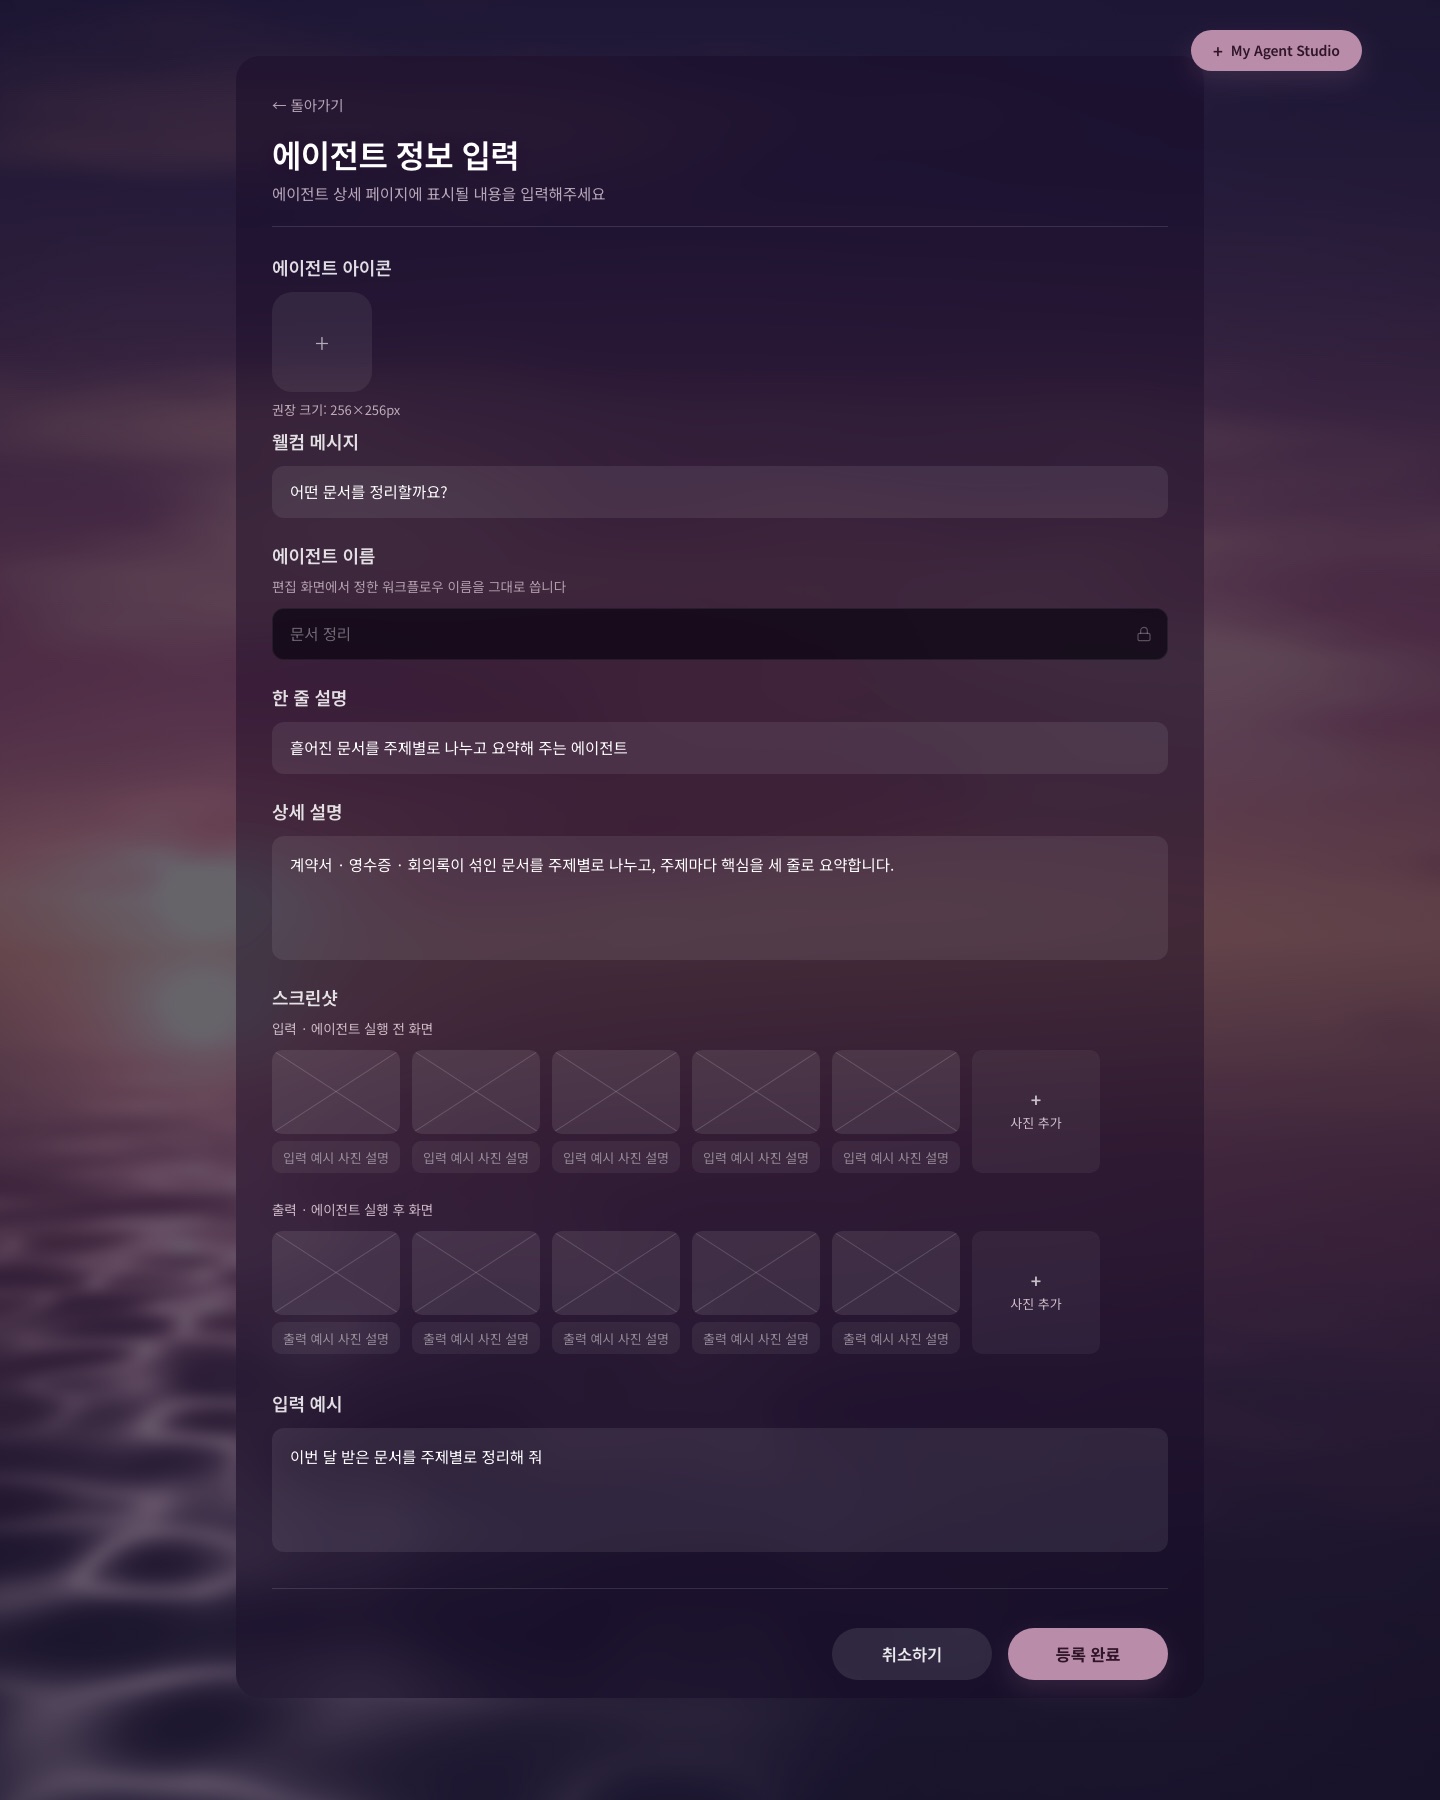 + My Agent Studio
← 돌아가기
에이전트 정보 입력
에이전트 상세 페이지에 표시될 내용을 입력해주세요
에이전트 아이콘
+
권장 크기: 256×256px
웰컴 메시지
어떤 문서를 정리할까요?
에이전트 이름
편집 화면에서 정한 워크플로우 이름을 그대로 씁니다
문서 정리
한 줄 설명
흩어진 문서를 주제별로 나누고 요약해 주는 에이전트
상세 설명
계약서 · 영수증 · 회의록이 섞인 문서를 주제별로 나누고, 주제마다 핵심을 세 줄로 요약합니다.
스크린샷
입력 · 에이전트 실행 전 화면
+
사진 추가
입력 예시 사진 설명 입력 예시 사진 설명 입력 예시 사진 설명 입력 예시 사진 설명 입력 예시 사진 설명
출력 · 에이전트 실행 후 화면
+
사진 추가
출력 예시 사진 설명 출력 예시 사진 설명 출력 예시 사진 설명 출력 예시 사진 설명 출력 예시 사진 설명
입력 예시
이번 달 받은 문서를 주제별로 정리해 줘
취소하기 등록 완료